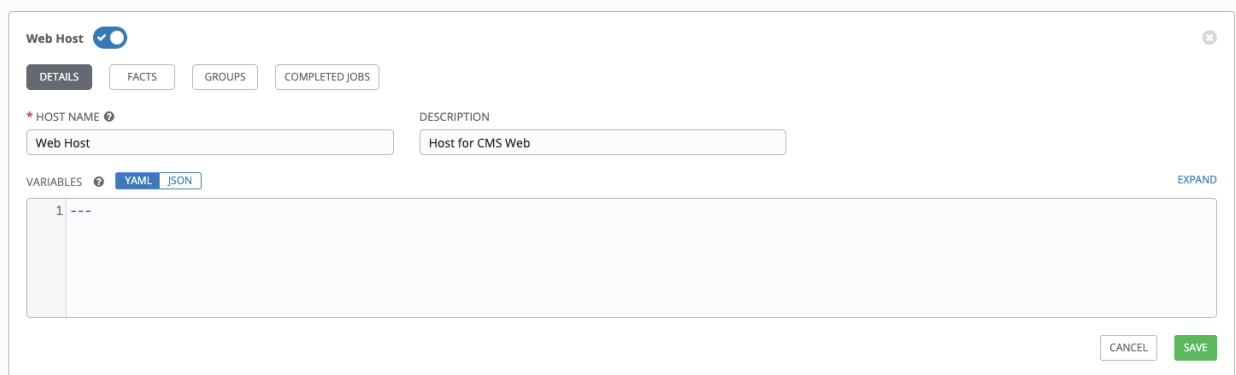 Web Host
DETAILS FACTS GROUPS COMPLETED JOBS
* HOST NAME ? DESCRIPTION
Web Host Host for CMS Web
VARIABLES ? YAML JSON EXPAND
1 ---
CANCEL SAVE